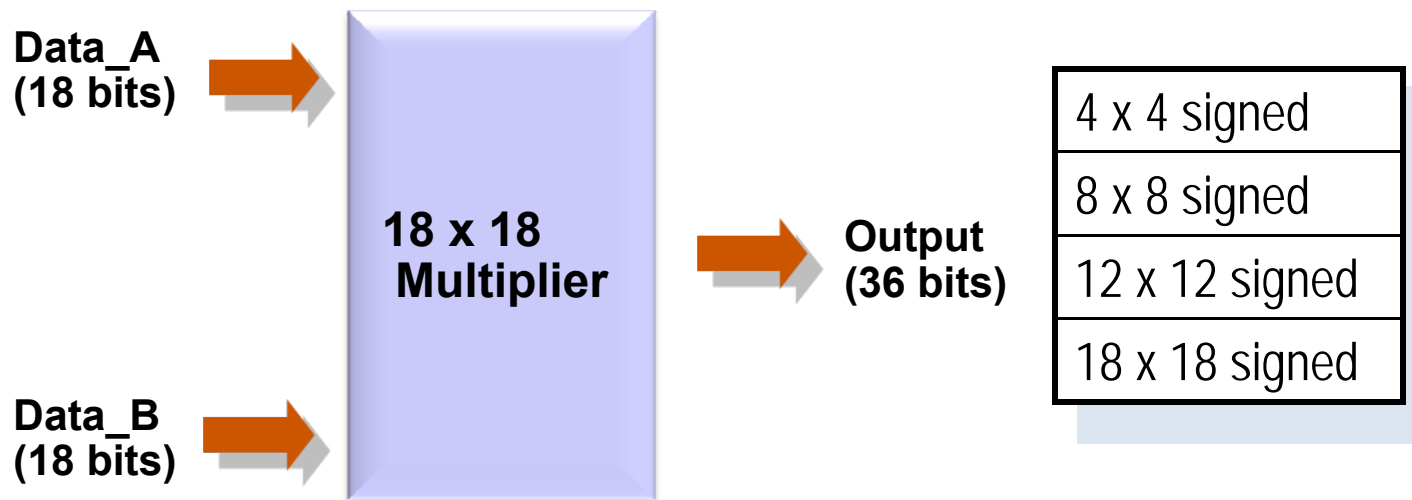 Data_A
(18 bits)
18 x 18
Multiplier
Data_B
(18 bits)
Output
(36 bits)
4 x 4 signed
8 x 8 signed
12 x 12 signed
18 x 18 signed